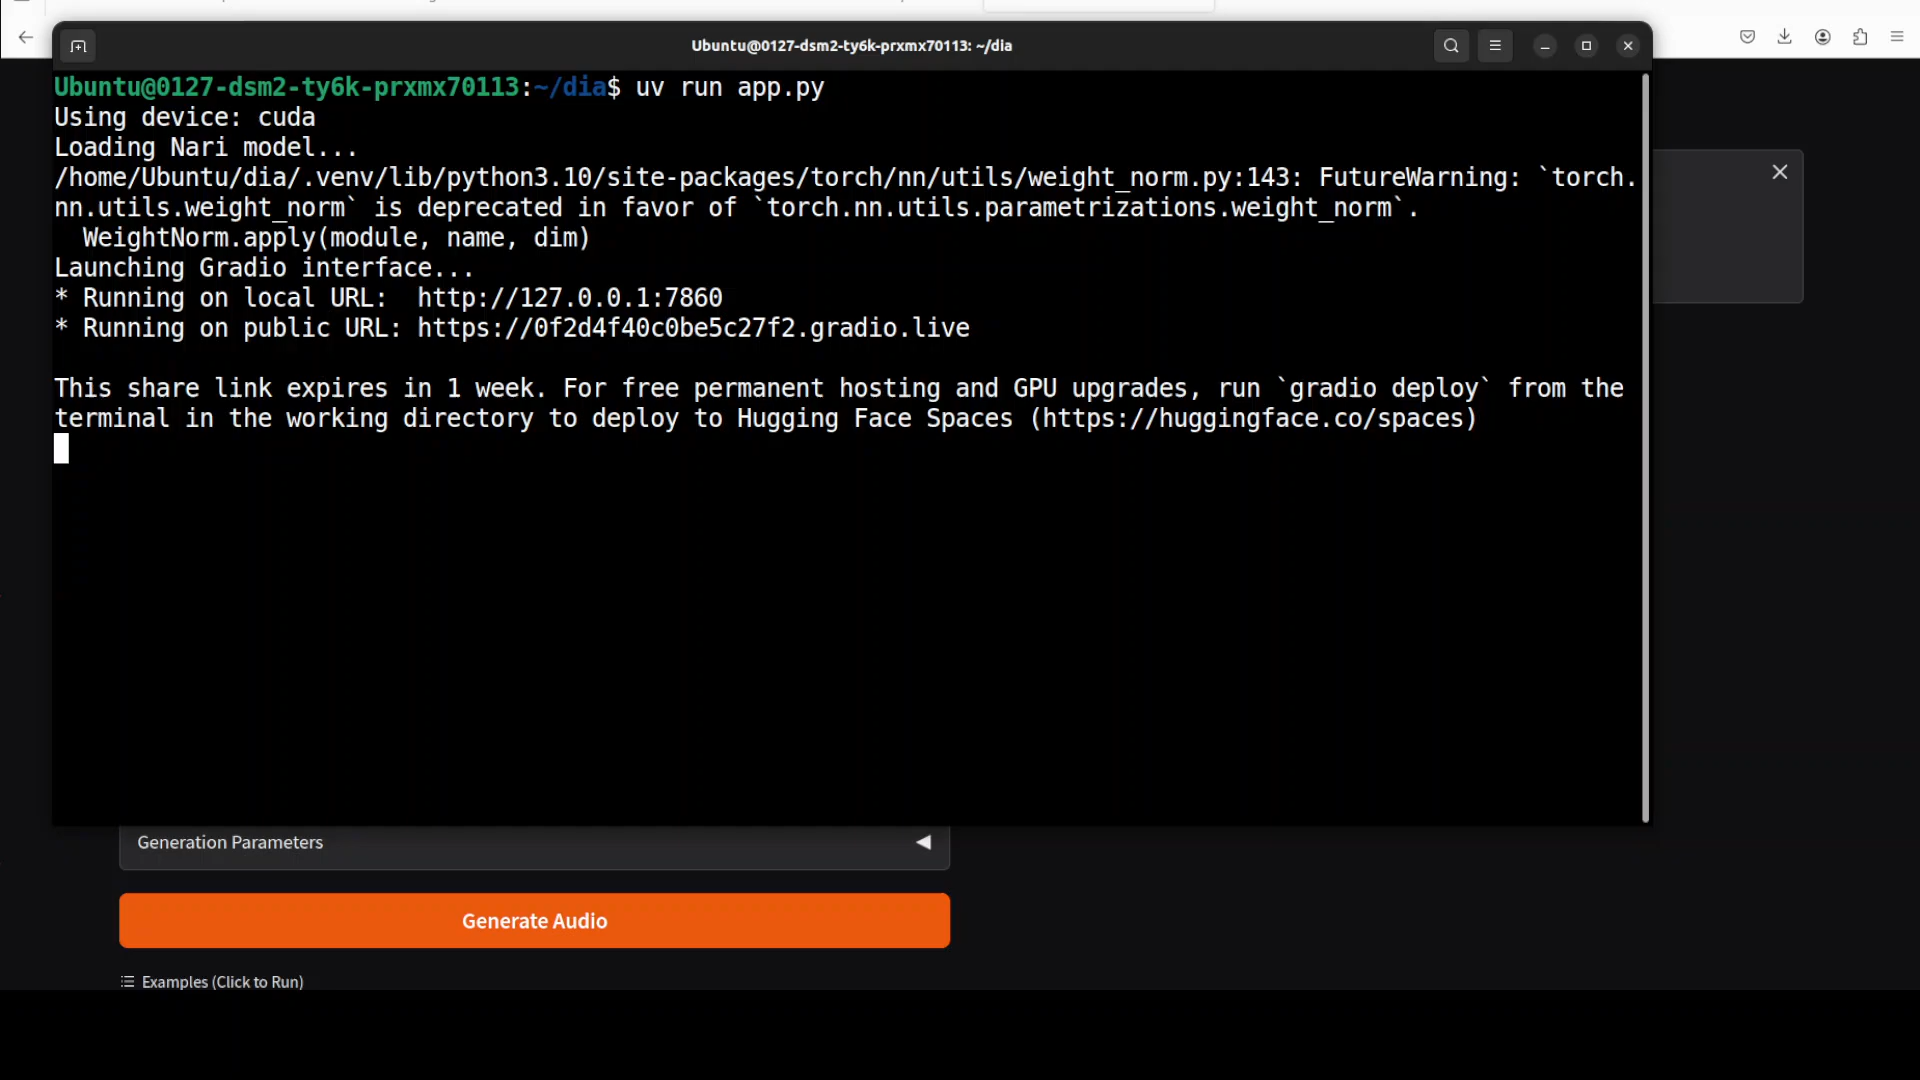 Ubuntu@0127-dsm2-ty6k-prxmx70113: ~/dia
Ubuntu@0127-dsm2-ty6k-prxmx70113:~/dia$ uv run app.py
Using device: cuda
Loading Nari model...
/home/Ubuntu/dia/.venv/lib/python3.10/site-packages/torch/nn/utils/weight_norm.py:143: FutureWarning: `torch.
nn.utils.weight_norm` is deprecated in favor of `torch.nn.utils.parametrizations.weight_norm`.
  WeightNorm.apply(module, name, dim)
Launching Gradio interface...
* Running on local URL:  http://127.0.0.1:7860
* Running on public URL: https://0f2d4f40c0be5c27f2.gradio.live
This share link expires in 1 week. For free permanent hosting and GPU upgrades, run `gradio deploy` from the
terminal in the working directory to deploy to Hugging Face Spaces (https://huggingface.co/spaces)
Generation Parameters
Generate Audio
Examples (Click to Run)